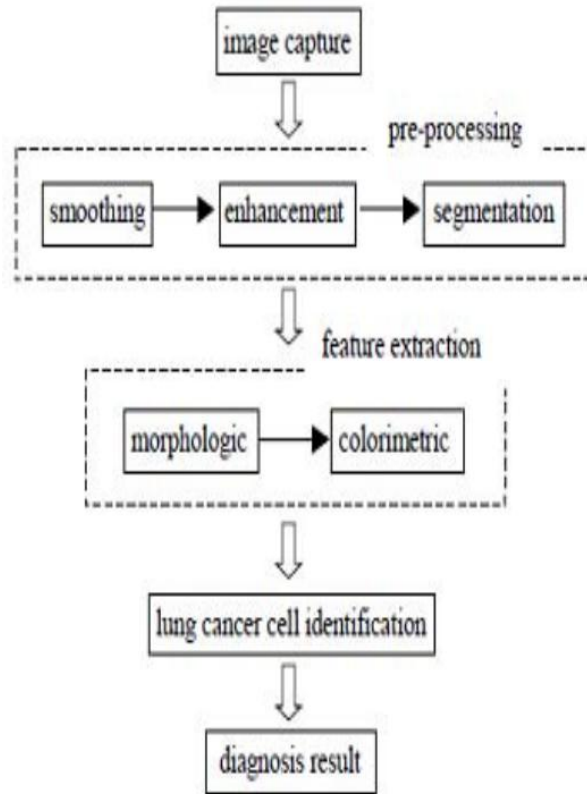 image capture
pre-processing
smoothing
enhancement
segmentation
feature extraction
morphologic
colorimetric
lung cancer cell identification
diagnosis result